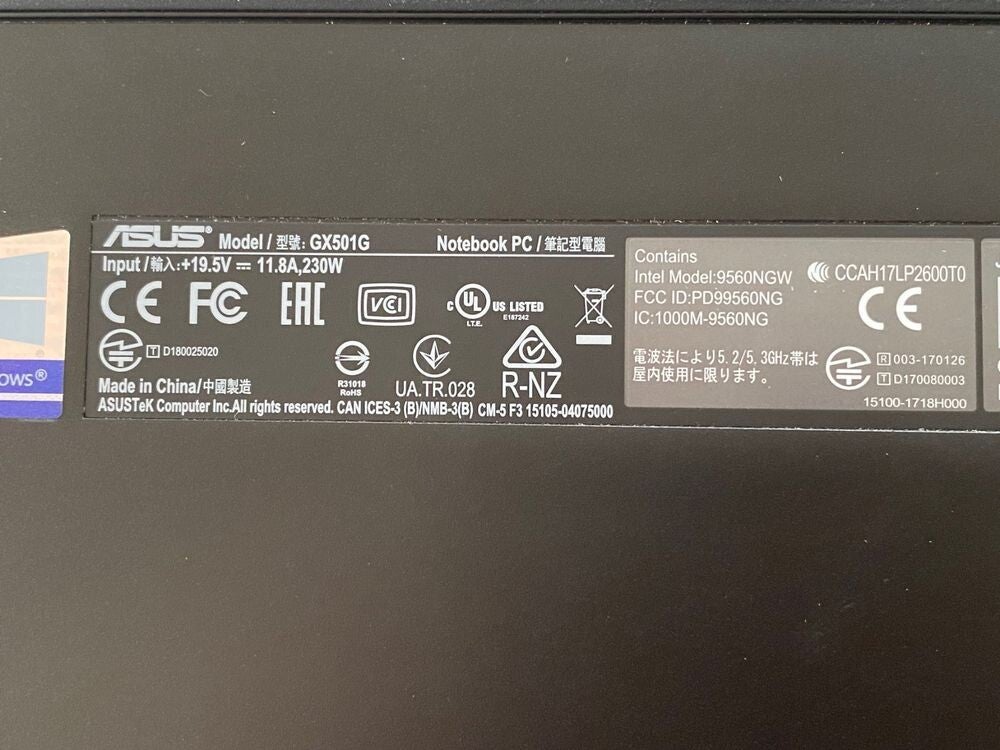 ows®
ASUS® Model / 型號: GX501G Notebook PC / 筆記型電腦
Input / 輸入:+19.5V ⎓ 11.8A,230W
CE FC EAC VCI c UL US LISTED
I.T.E. E187242
T D180025020
R31018
RoHS
UA.TR.028
R-NZ
Made in China/中國製造
ASUSTeK Computer Inc.All rights reserved. CAN ICES-3 (B)/NMB-3(B) CM-5 F3 15105-04075000
Contains
Intel Model:9560NGW CCAH17LP2600T0
FCC ID:PD99560NG
IC:1000M-9560NG
CE
電波法により5.2/5.3GHz帯は
屋内使用に限ります。
R 003-170126
T D170080003
15100-1718H000